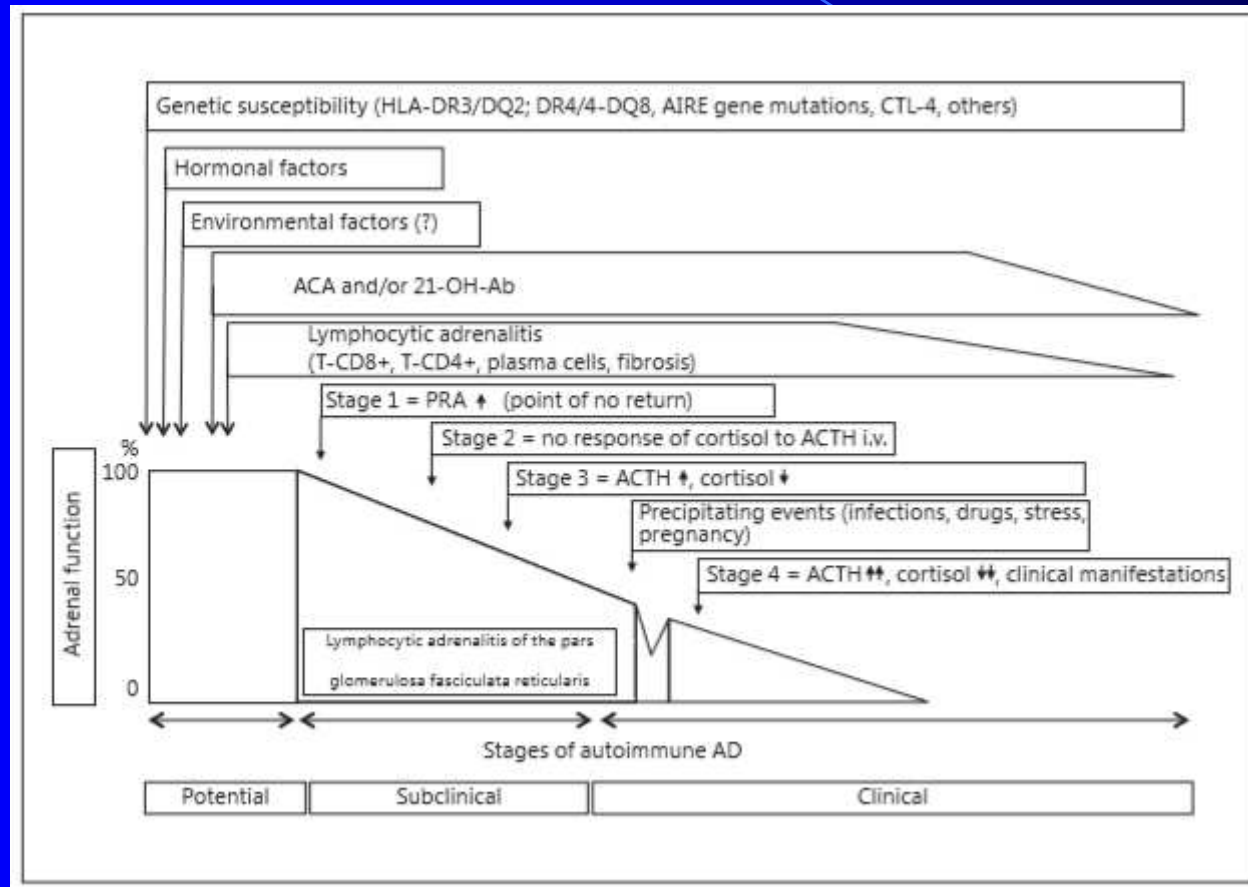 Genetic susceptibility (HLA-DR3/DQ2; DR4/4-DQ8, AIRE gene mutations, CTL-4, others)
Hormonal factors
Environmental factors (?)
ACA and/or 21-OH-Ab
Lymphocytic adrenalitis
(T-CD8+, T-CD4+, plasma cells, fibrosis)
Stage 1 = PRA ↑ (point of no return)
Stage 2 = no response of cortisol to ACTH i.v.
Stage 3 = ACTH ↑, cortisol ↓
Precipitating events (infections, drugs, stress,
pregnancy)
Stage 4 = ACTH ↑↑, cortisol ↓↓, clinical manifestations
Adrenal function
%
100
50
0
Lymphocytic adrenalitis of the pars
glomerulosa fasciculata reticularis
Stages of autoimmune AD
Potential
Subclinical
Clinical